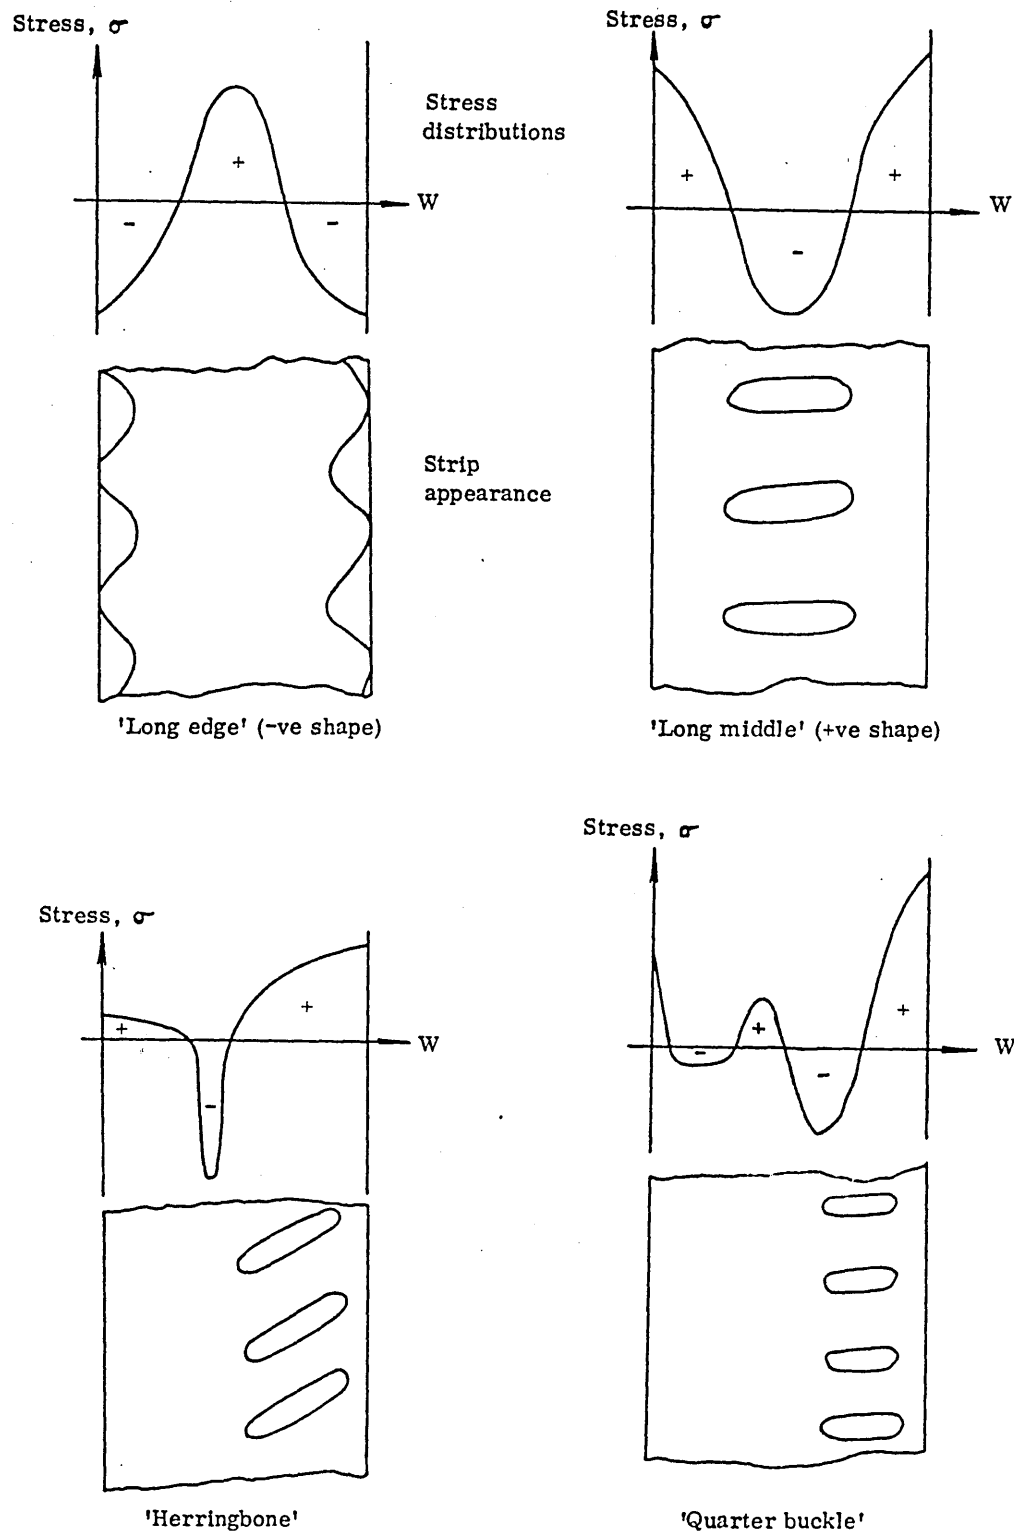 Stress, σ
Stress, σ
Stress
distributions
+
-
-
W
+
+
-
W
Strip
appearance
'Long edge' (-ve shape)
'Long middle' (+ve shape)
Stress, σ
Stress, σ
+
+
-
W
-
+
-
+
W
'Herringbone'
'Quarter buckle'